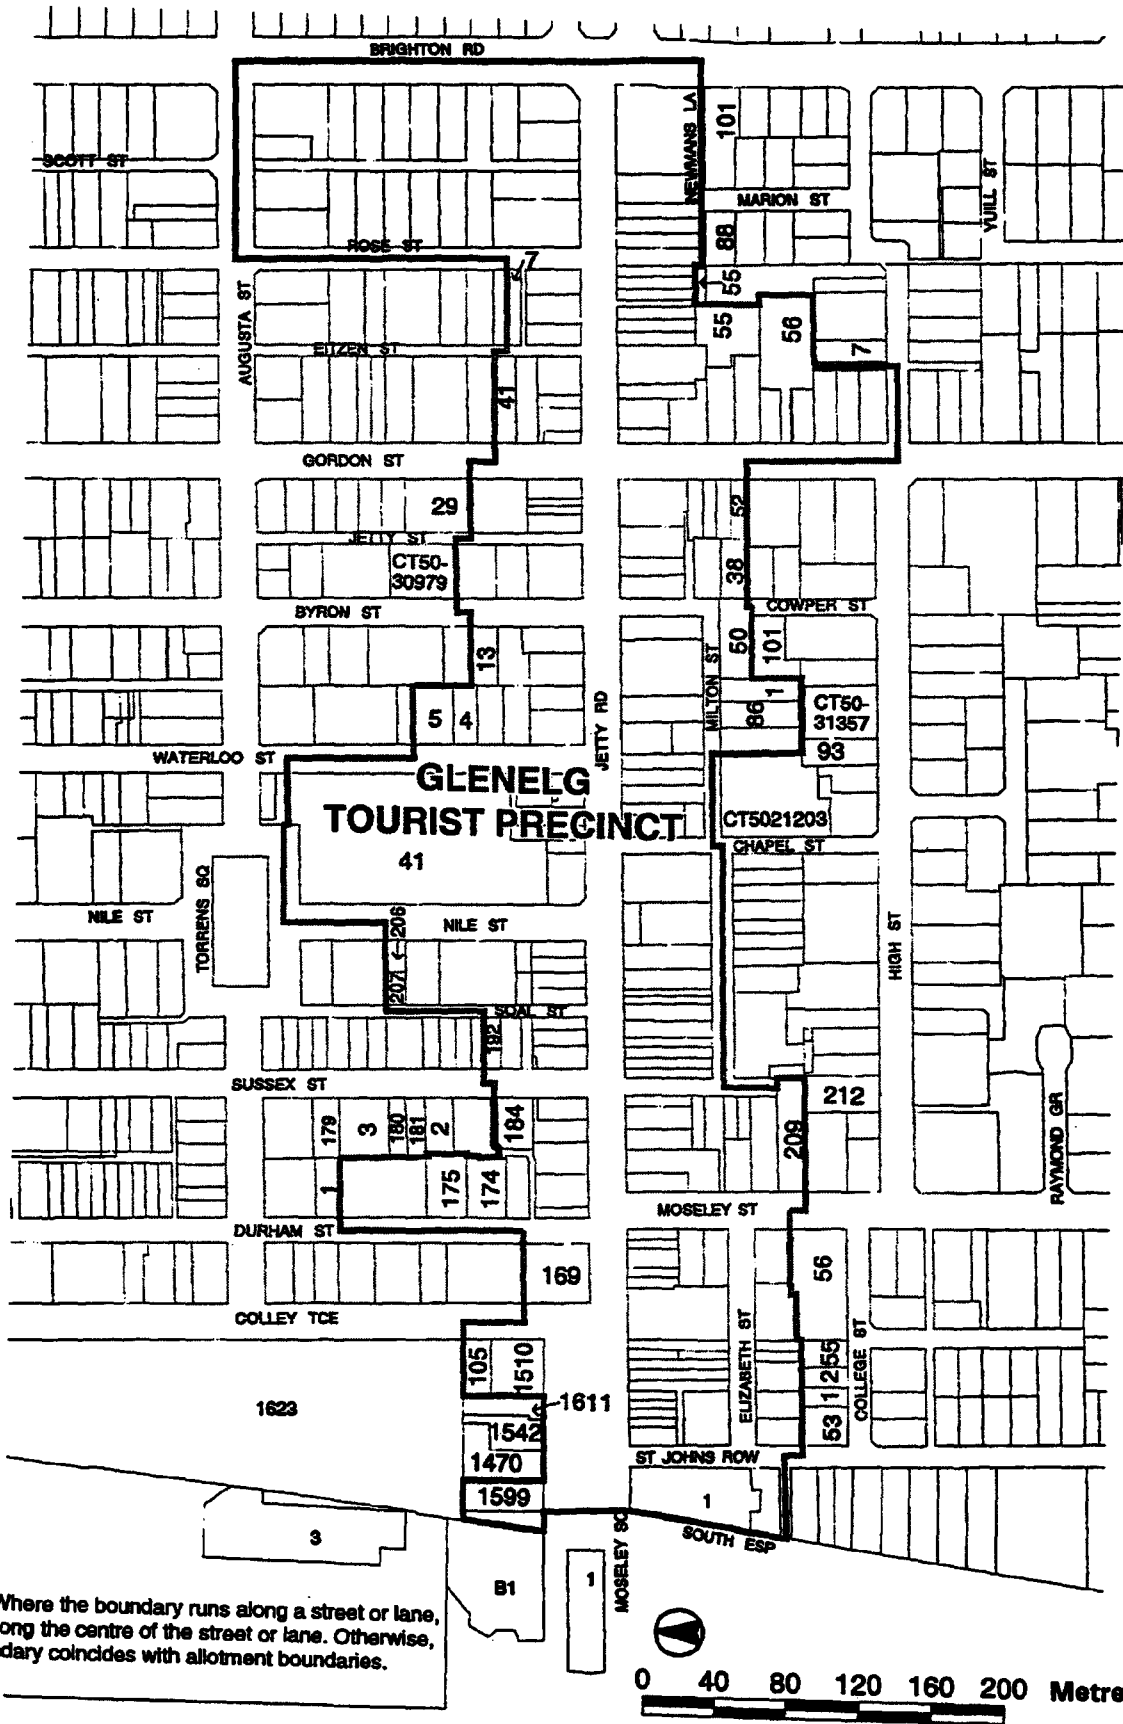 BRIGHTON RD
NEWMANS LA
101
SCOTT ST
YUILL ST
MARION ST
88
ROSE ST
7
55
AUGUSTA ST
55
56
EITZEN ST
7
41
GORDON ST
29
52
JETTY ST
CT50-
30979
38
BYRON ST
COWPER ST
13
50
101
MILTON ST
1
5
4
86
CT50-
31357
JETTY RD
WATERLOO ST
93
GLENELG
TOURIST PRECINCT
CT5021203
CHAPEL ST
41
TORRENS SQ
NILE ST
206
NILE ST
HIGH ST
207
SOAL ST
192
SUSSEX ST
212
RAYMOND GR
179
3
180
181
2
184
209
1
175
174
MOSELEY ST
DURHAM ST
169
56
COLLEY TCE
105
1510
ELIZABETH ST
COLLEGE ST
55
2
1
53
1623
1611
1542
1470
ST JOHNS ROW
1599
1
SOUTH ESP
3
MOSELEY SQ
B1
1
Where the boundary runs along a street or lane,
ong the centre of the street or lane. Otherwise,
dary coincides with allotment boundaries.
0 40 80 120 160 200 Metre